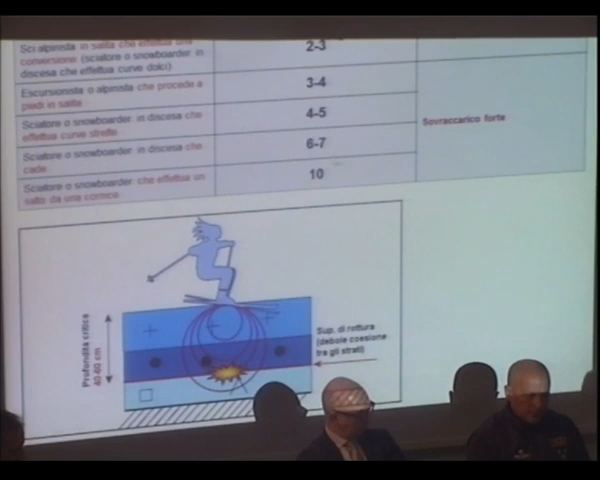 Sci alpinista in salita che effettua una
conversione (sciatore o snowboarder in
discesa che effettua curve dolci)
2-3
Escursionista o alpinista che procede a
piedi in salita
3-4
Sciatore o snowboarder in discesa che
effettua curve strette
4-5
Sovraccarico forte
Sciatore o snowboarder in discesa che
cade
6-7
Sciatore o snowboarder che effettua un
salto da una cornice
10
Profondità critica
40-60 cm
Sup. di rottura
(debole coesione
tra gli strati)